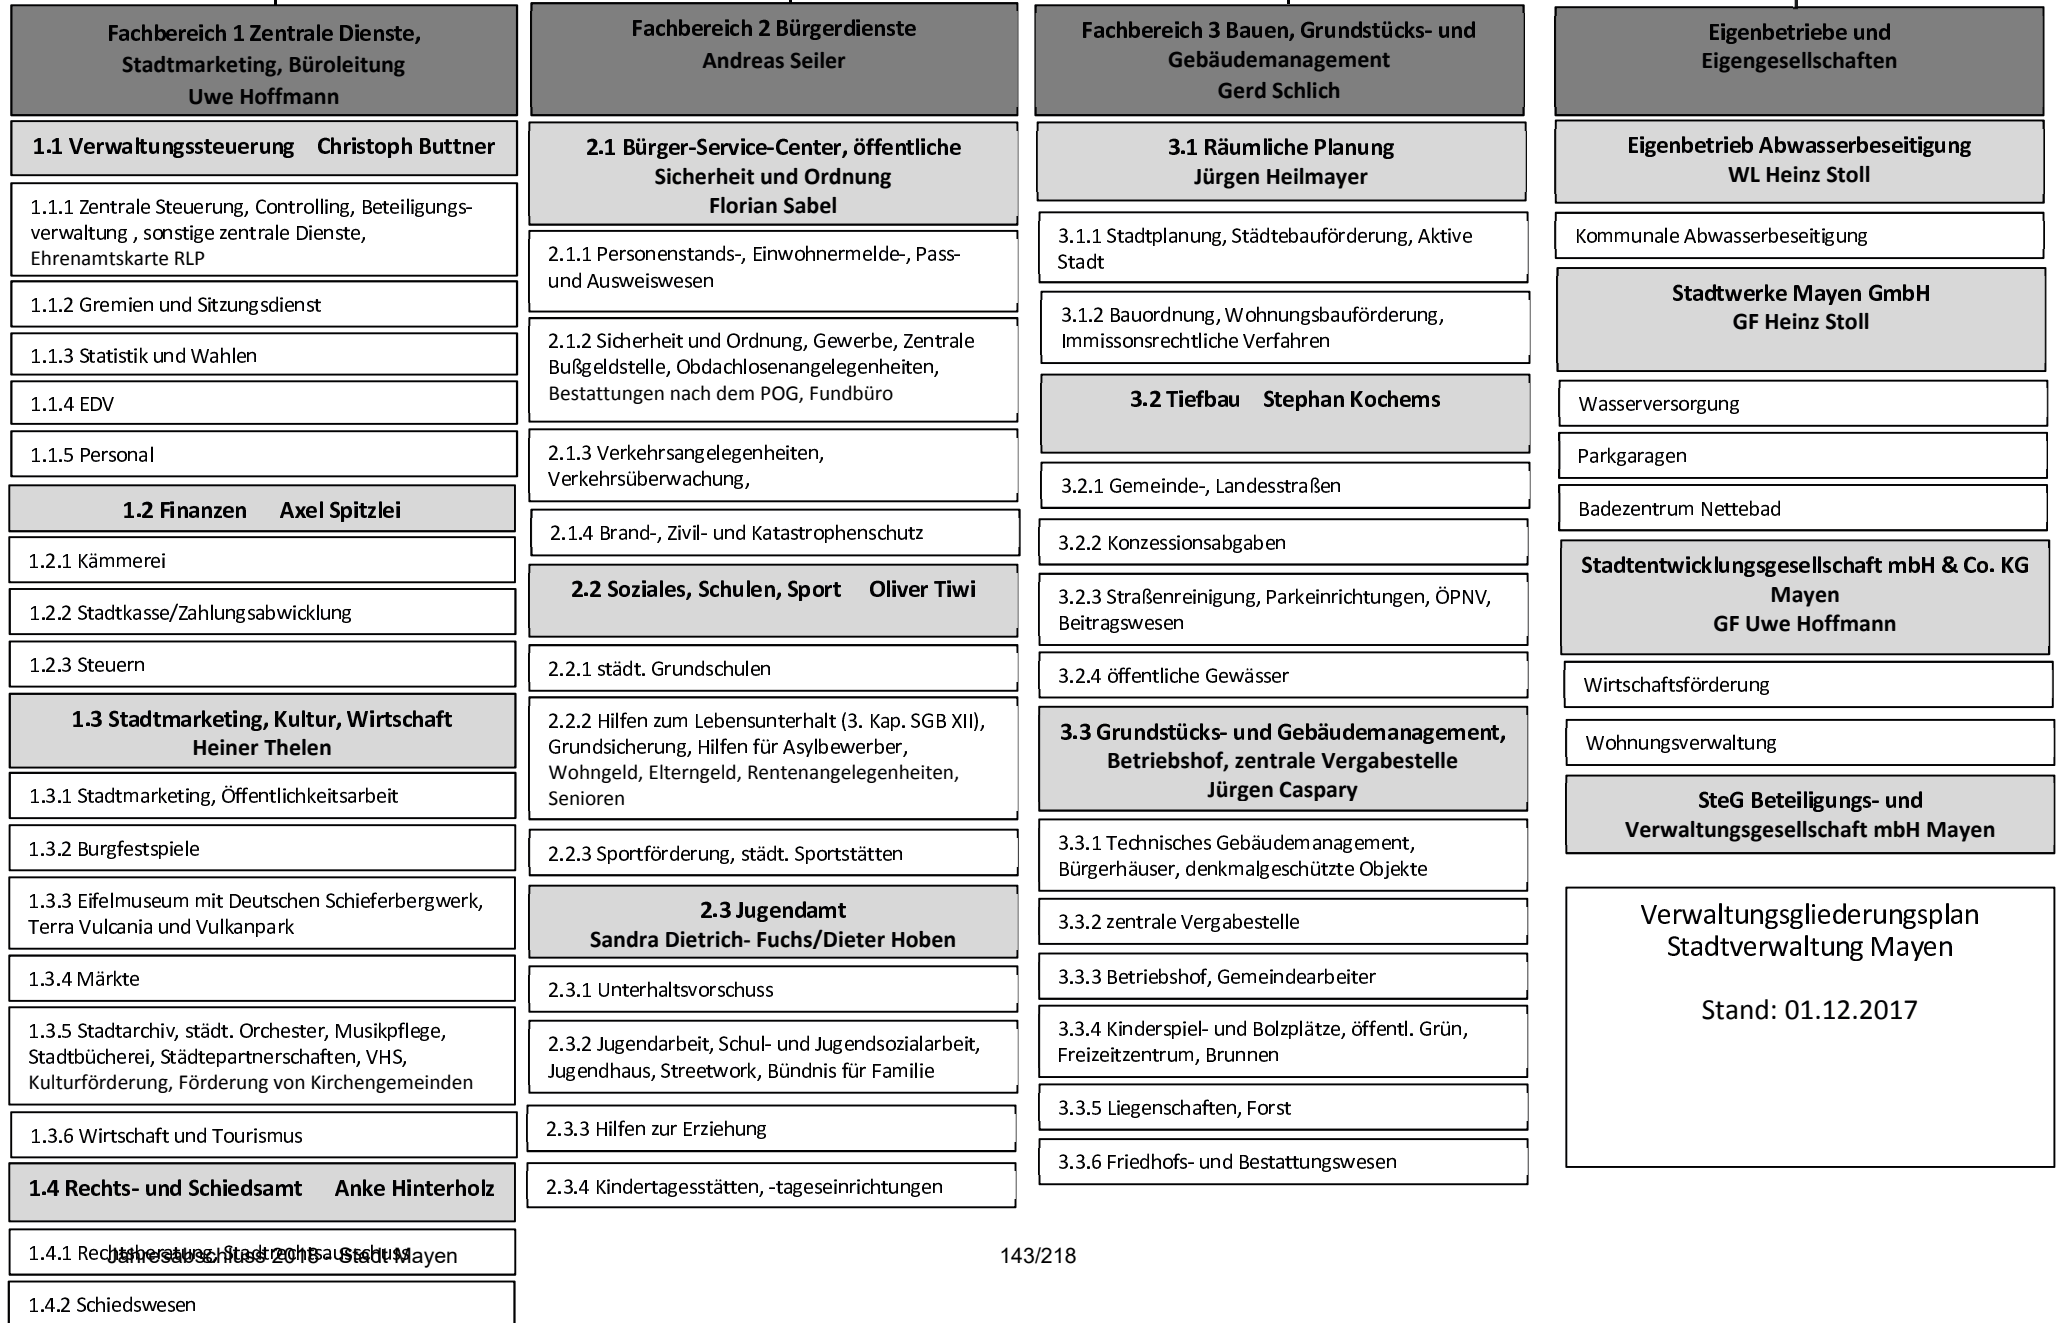 Fachbereich 1 Zentrale Dienste,
Stadtmarketing, Büroleitung
Uwe Hoffmann
1.1 Verwaltungssteuerung Christoph Buttner
1.1.1 Zentrale Steuerung, Controlling, Beteiligungs-
verwaltung , sonstige zentrale Dienste,
Ehrenamtskarte RLP
1.1.2 Gremien und Sitzungsdienst
1.1.3 Statistik und Wahlen
1.1.4 EDV
1.1.5 Personal
1.2 Finanzen Axel Spitzlei
1.2.1 Kämmerei
1.2.2 Stadtkasse/Zahlungsabwicklung
1.2.3 Steuern
1.3 Stadtmarketing, Kultur, Wirtschaft
Heiner Thelen
1.3.1 Stadtmarketing, Öffentlichkeitsarbeit
1.3.2 Burgfestspiele
1.3.3 Eifelmuseum mit Deutschen Schieferbergwerk,
Terra Vulcania und Vulkanpark
1.3.4 Märkte
1.3.5 Stadtarchiv, städt. Orchester, Musikpflege,
Stadtbücherei, Städtepartnerschaften, VHS,
Kulturförderung, Förderung von Kirchengemeinden
1.3.6 Wirtschaft und Tourismus
1.4 Rechts- und Schiedsamt Anke Hinterholz
1.4.1 Rechtsberatung, Stadtrechtsausschuss
1.4.2 Schiedswesen
Fachbereich 2 Bürgerdienste
Andreas Seiler
2.1 Bürger-Service-Center, öffentliche
Sicherheit und Ordnung
Florian Sabel
2.1.1 Personenstands-, Einwohnermelde-, Pass-
und Ausweiswesen
2.1.2 Sicherheit und Ordnung, Gewerbe, Zentrale
Bußgeldstelle, Obdachlosenangelegenheiten,
Bestattungen nach dem POG, Fundbüro
2.1.3 Verkehrsangelegenheiten,
Verkehrsüberwachung,
2.1.4 Brand-, Zivil- und Katastrophenschutz
2.2 Soziales, Schulen, Sport Oliver Tiwi
2.2.1 städt. Grundschulen
2.2.2 Hilfen zum Lebensunterhalt (3. Kap. SGB XII),
Grundsicherung, Hilfen für Asylbewerber,
Wohngeld, Elterngeld, Rentenangelegenheiten,
Senioren
2.2.3 Sportförderung, städt. Sportstätten
2.3 Jugendamt
Sandra Dietrich- Fuchs/Dieter Hoben
2.3.1 Unterhaltsvorschuss
2.3.2 Jugendarbeit, Schul- und Jugendsozialarbeit,
Jugendhaus, Streetwork, Bündnis für Familie
2.3.3 Hilfen zur Erziehung
2.3.4 Kindertagesstätten, -tageseinrichtungen
Fachbereich 3 Bauen, Grundstücks- und
Gebäudemanagement
Gerd Schlich
3.1 Räumliche Planung
Jürgen Heilmayer
3.1.1 Stadtplanung, Städtebauförderung, Aktive
Stadt
3.1.2 Bauordnung, Wohnungsbauförderung,
Immissonsrechtliche Verfahren
3.2 Tiefbau Stephan Kochems
3.2.1 Gemeinde-, Landesstraßen
3.2.2 Konzessionsabgaben
3.2.3 Straßenreinigung, Parkeinrichtungen, ÖPNV,
Beitragswesen
3.2.4 öffentliche Gewässer
3.3 Grundstücks- und Gebäudemanagement,
Betriebshof, zentrale Vergabestelle
Jürgen Caspary
3.3.1 Technisches Gebäudemanagement,
Bürgerhäuser, denkmalgeschützte Objekte
3.3.2 zentrale Vergabestelle
3.3.3 Betriebshof, Gemeindearbeiter
3.3.4 Kinderspiel- und Bolzplätze, öffentl. Grün,
Freizeitzentrum, Brunnen
3.3.5 Liegenschaften, Forst
3.3.6 Friedhofs- und Bestattungswesen
Eigenbetriebe und
Eigengesellschaften
Eigenbetrieb Abwasserbeseitigung
WL Heinz Stoll
Kommunale Abwasserbeseitigung
Stadtwerke Mayen GmbH
GF Heinz Stoll
Wasserversorgung
Parkgaragen
Badezentrum Nettebad
Stadtentwicklungsgesellschaft mbH & Co. KG
Mayen
GF Uwe Hoffmann
Wirtschaftsförderung
Wohnungsverwaltung
SteG Beteiligungs- und
Verwaltungsgesellschaft mbH Mayen
Verwaltungsgliederungsplan
Stadtverwaltung Mayen
Stand: 01.12.2017
Jahresabschluss 2018 - Stadt Mayen
143/218